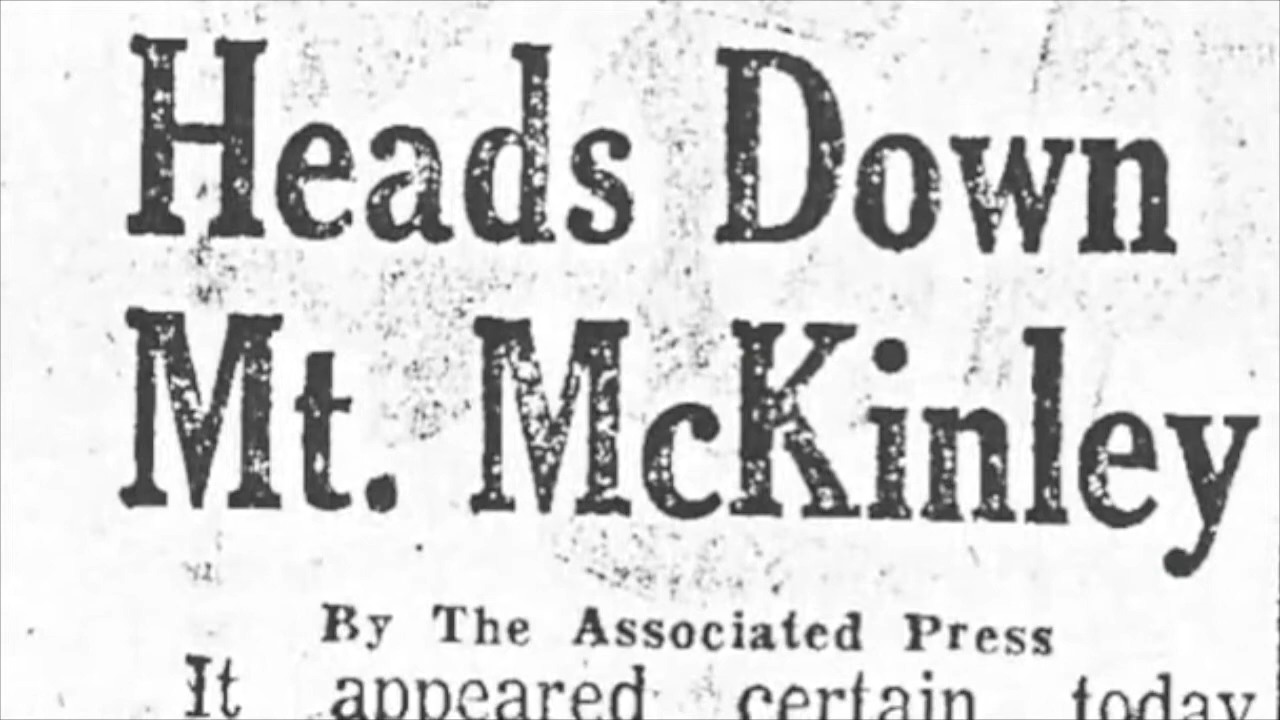 Heads Down
Mt. McKinley
By The Associated Press
It appeared certain today